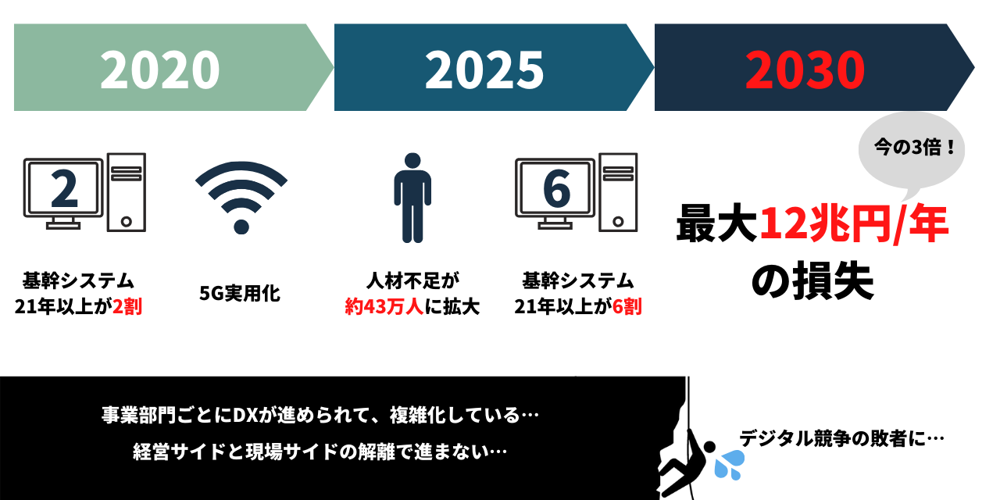 2020
2025
2030
今の3倍！
2
6
最大12兆円/年
の損失
基幹システム
21年以上が2割
5G実用化
人材不足が
約43万人に拡大
基幹システム
21年以上が6割
事業部門ごとにDXが進められて、複雑化している…
経営サイドと現場サイドの解離で進まない…
デジタル競争の敗者に…